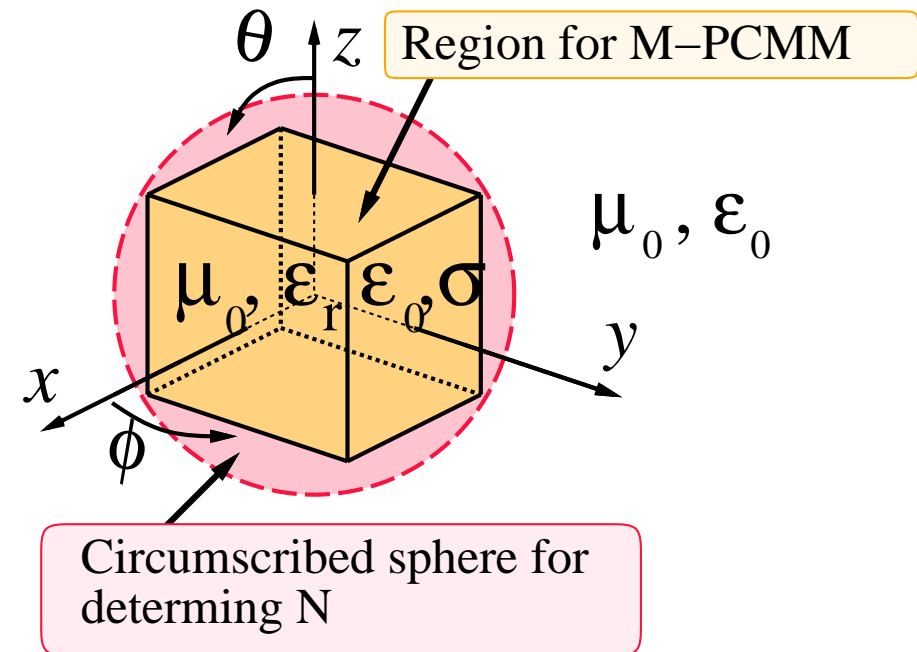 θ
z
Region for M–PCMM
μ₀, ε₀
μ₀, εᵣ ε₀,σ
y
x
ϕ
Circumscribed sphere for
determing N